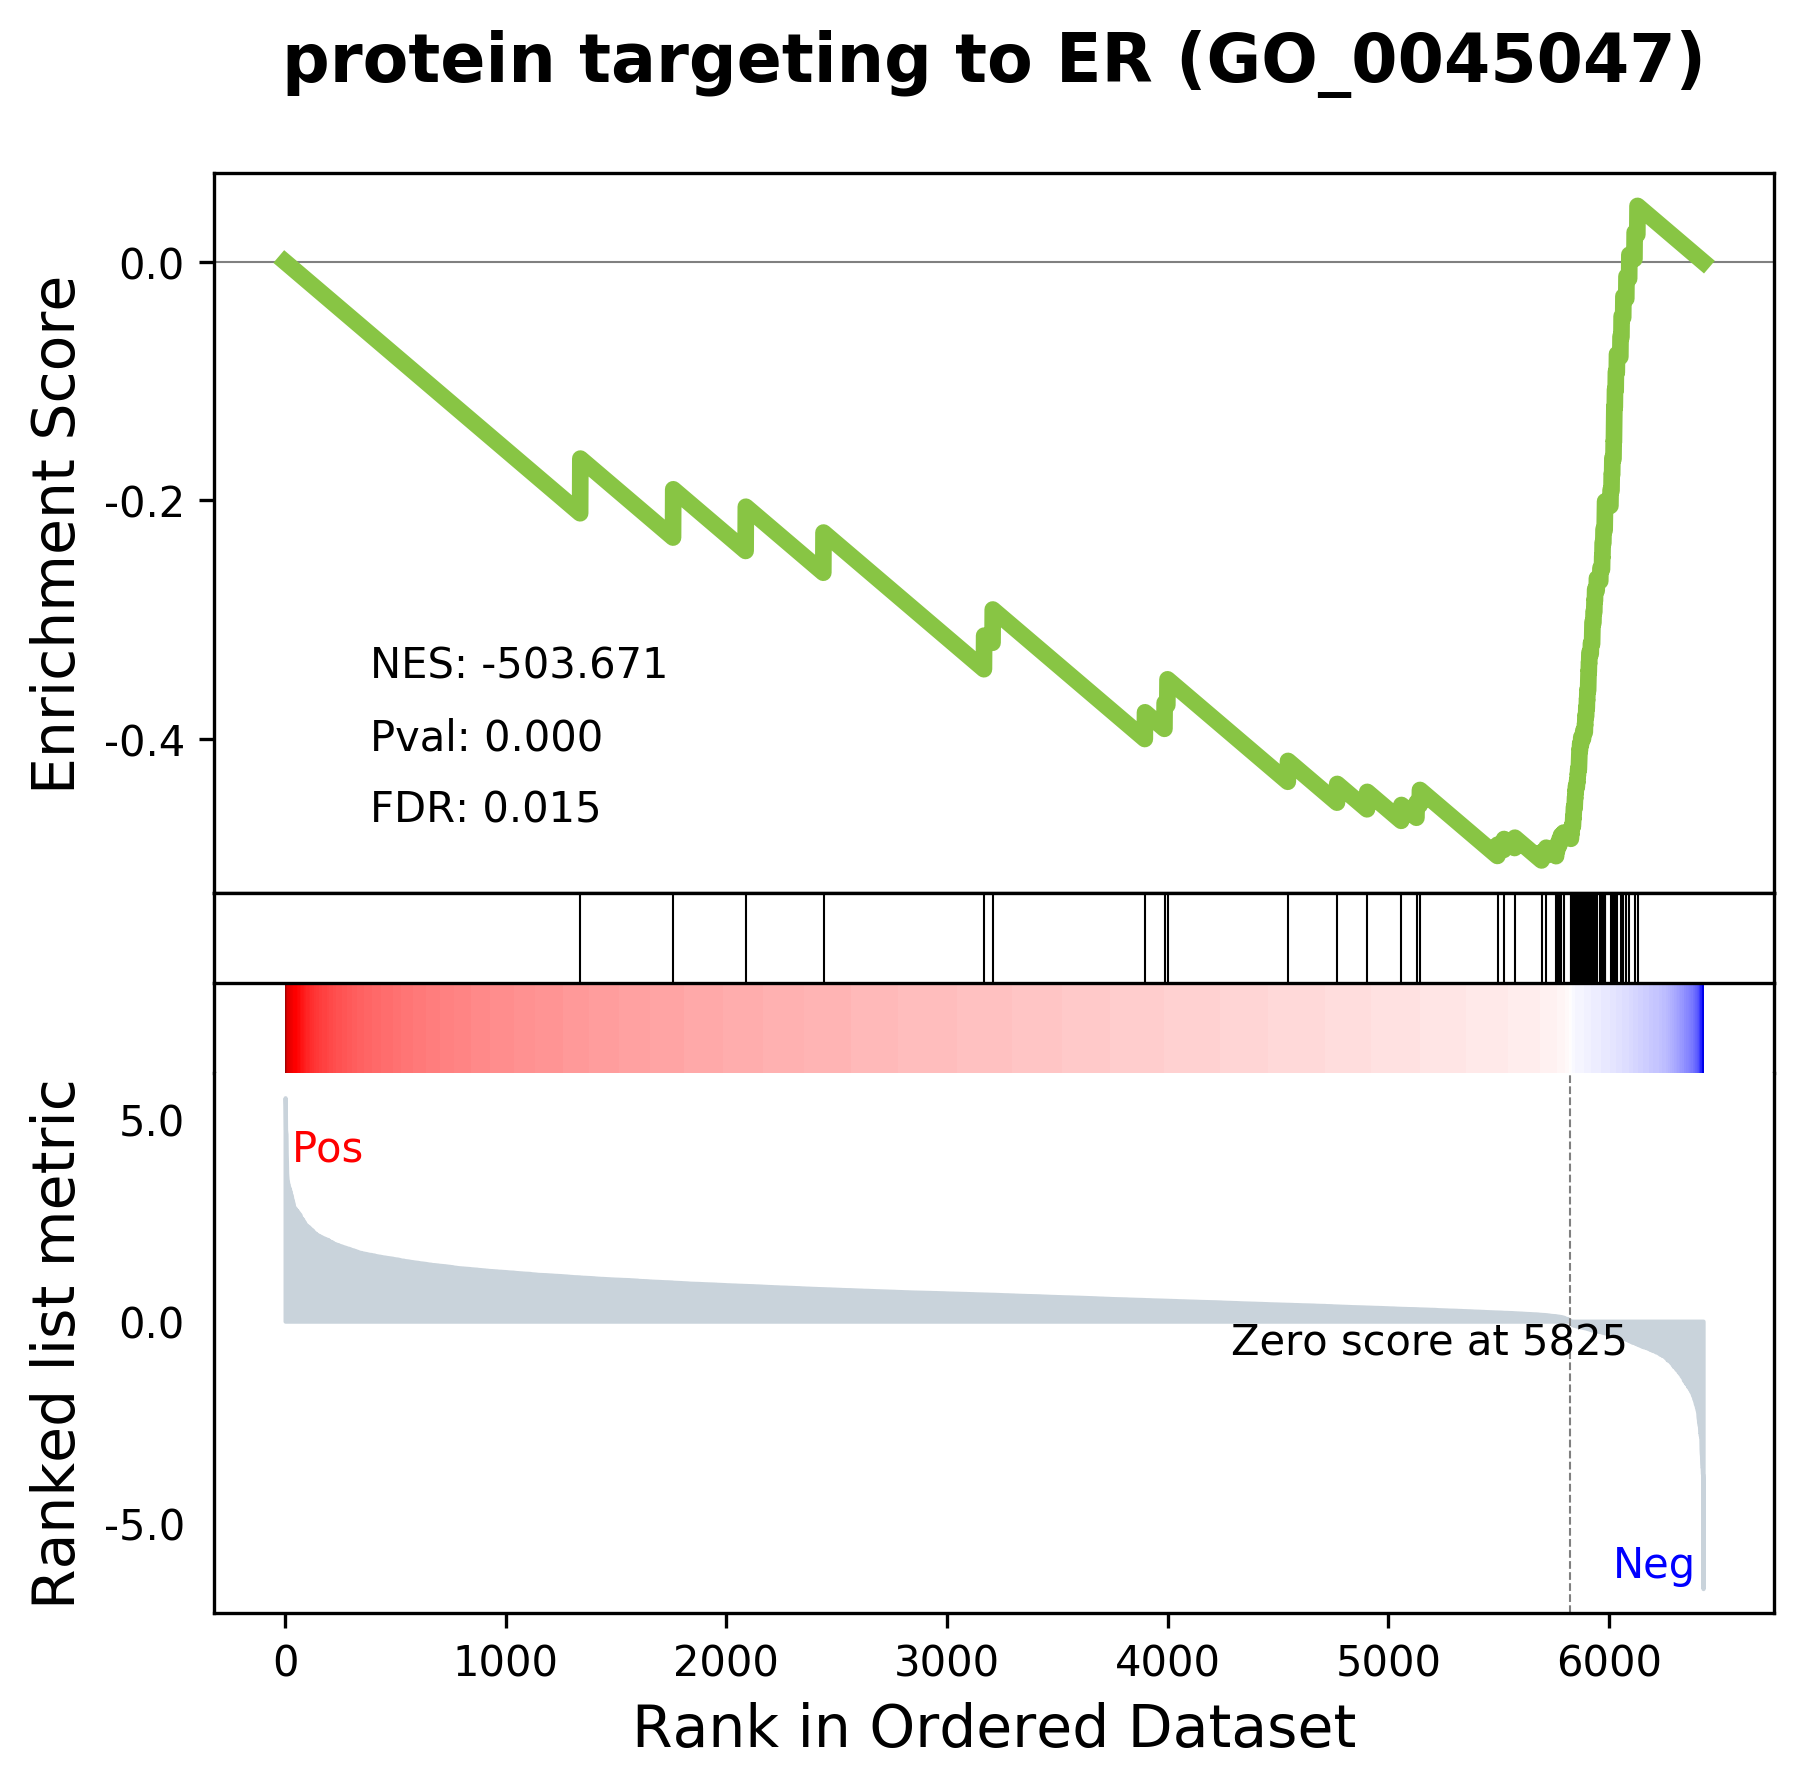 protein targeting to ER (GO_0045047)
Enrichment Score
0.0
-0.2
-0.4
NES: -503.671
Pval: 0.000
FDR: 0.015
Ranked list metric
5.0
0.0
-5.0
Pos
Zero score at 5825
Neg
0 1000 2000 3000 4000 5000 6000
Rank in Ordered Dataset